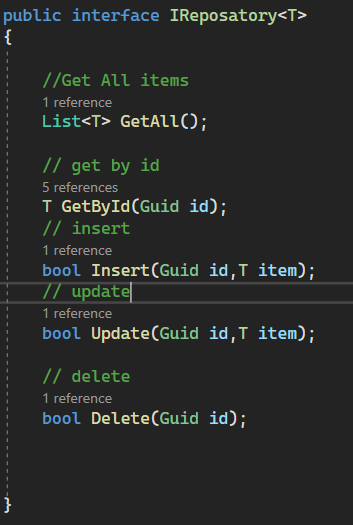 public interface IReposatory<T>
{
//Get All items
1 reference
List<T> GetAll();
// get by id
5 references
T GetById(Guid id);
// insert
1 reference
bool Insert(Guid id,T item);
// update
1 reference
bool Update(Guid id,T item);
// delete
1 reference
bool Delete(Guid id);
}